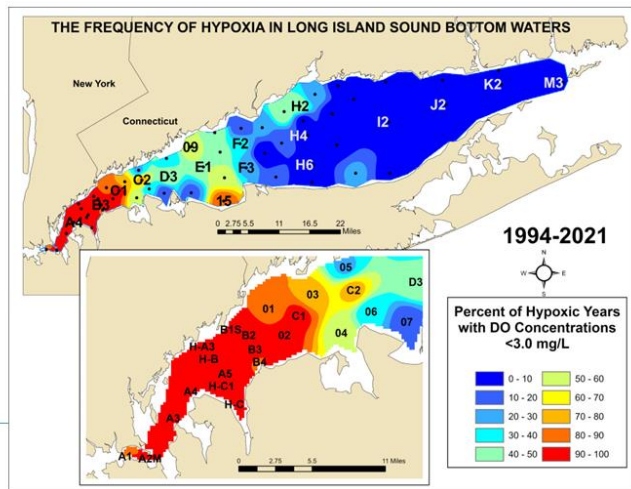 THE FREQUENCY OF HYPOXIA IN LONG ISLAND SOUND BOTTOM WATERS
New York
Connecticut
K2
M3
J2
H2
I2
09
F-2
H4
E-1
F-3
H6
O2
D3
O1
B3
A4
15
0 2.75 5.5 11 16.5 22
Miles
1994-2021
N
W E
S
05
D3
03
C2
01
C1
06
07
B1S
B2
02
04
H-A3
B3
H-B
B4
A5
A4
H-C1
H-C
A3
A1
A2M
0 2.75 5.5 11 Miles
Percent of Hypoxic Years
with DO Concentrations
<3.0 mg/L
0 - 10
50 - 60
10 - 20
60 - 70
20 - 30
70 - 80
30 - 40
80 - 90
40 - 50
90 - 100